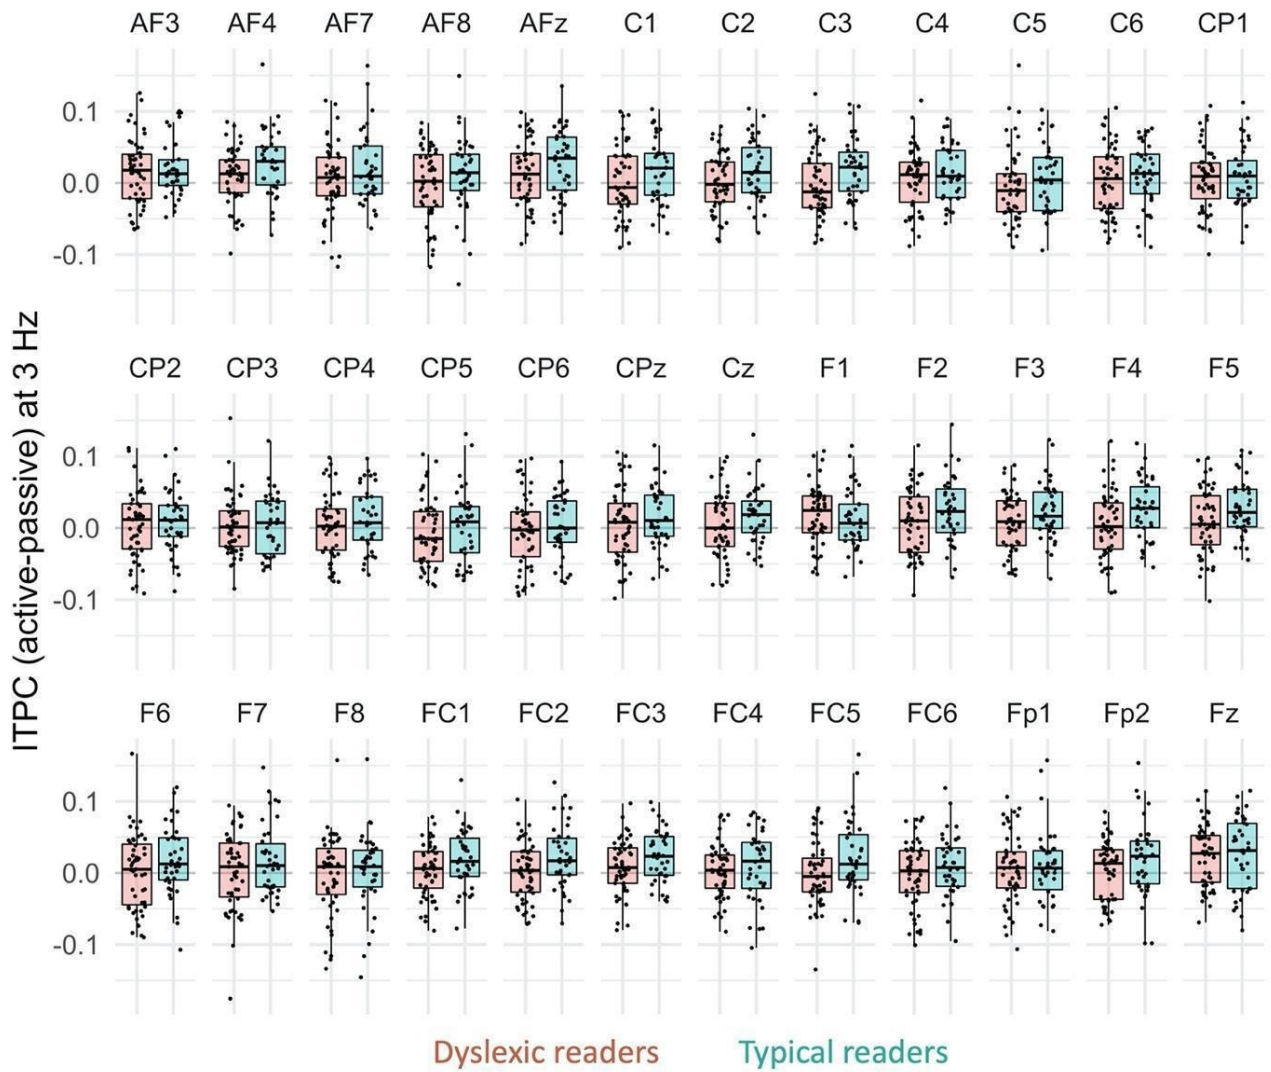 AF3 AF4 AF7 AF8 AFz C1 C2 C3 C4 C5 C6 CP1
0.1
0.0
-0.1
CP2 CP3 CP4 CP5 CP6 CPz Cz F1 F2 F3 F4 F5
0.1
0.0
-0.1
F6 F7 F8 FC1 FC2 FC3 FC4 FC5 FC6 Fp1 Fp2 Fz
0.1
0.0
-0.1
ITPC (active-passive) at 3 Hz
Dyslexic readers Typical readers